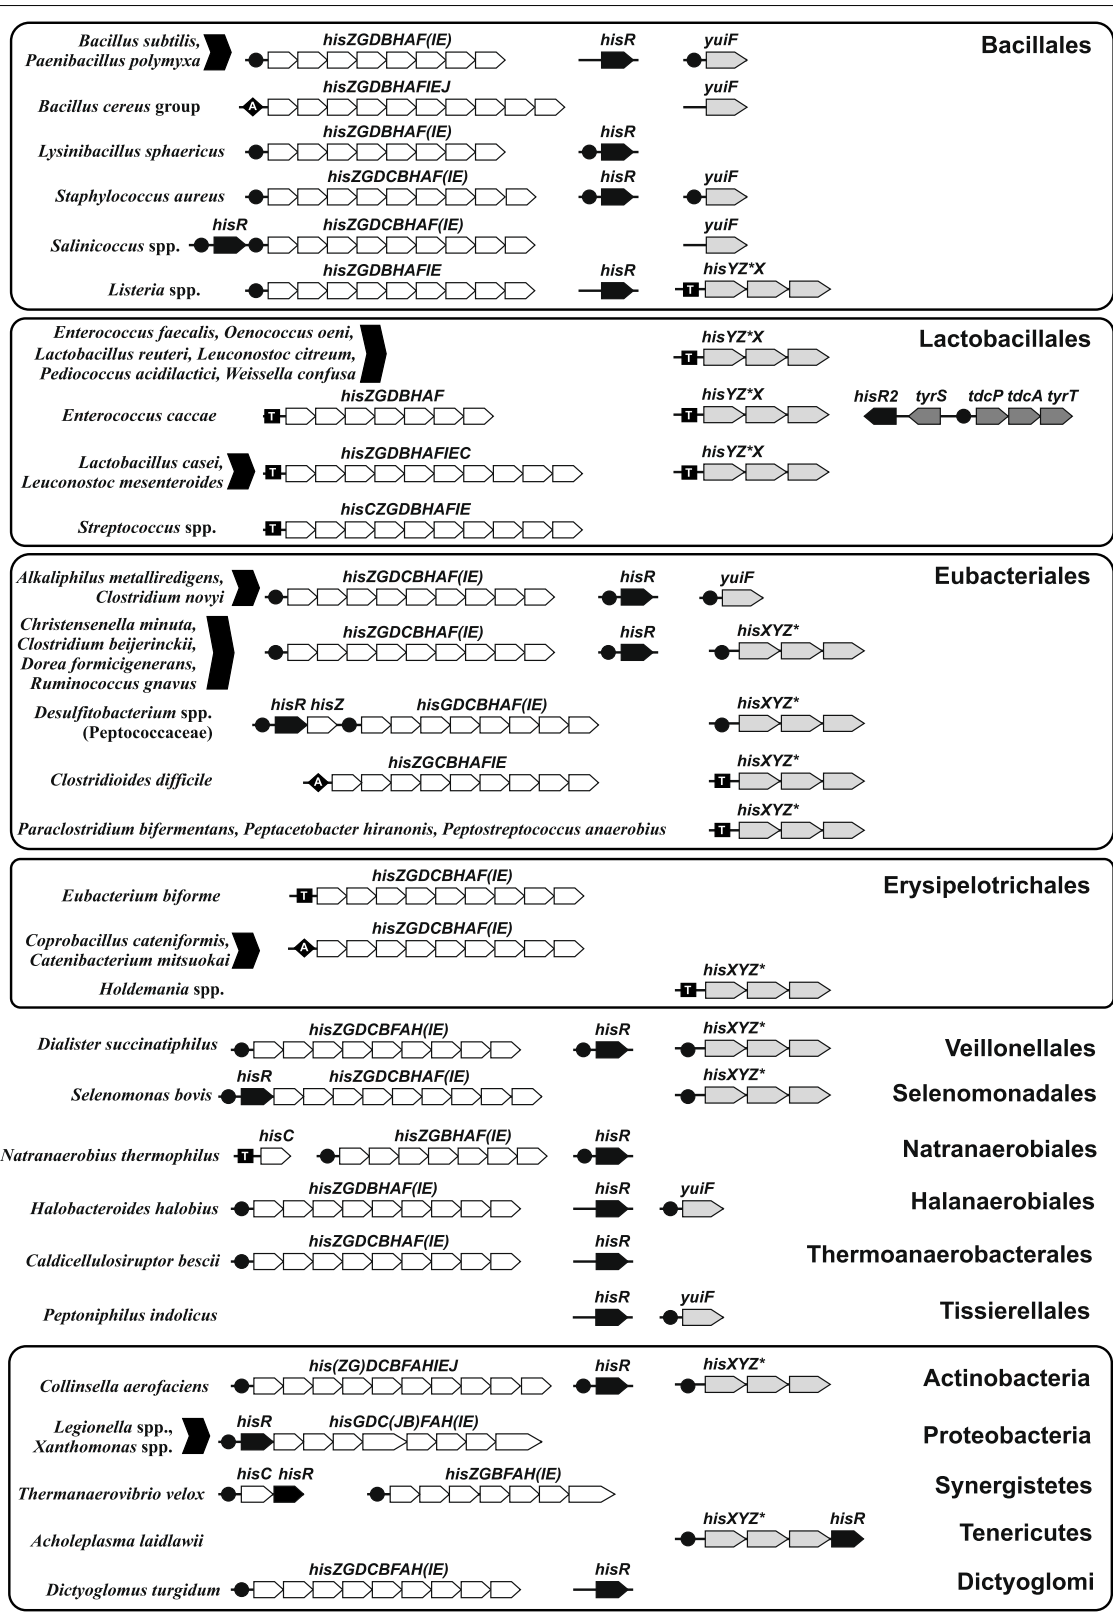 Bacillus subtilis,
Paenibacillus polymyxa
hisZGDBHAF(IE)
hisR
yuiF
Bacillales
Bacillus cereus group
hisZGDBHAFIEJ
A
yuiF
Lysinibacillus sphaericus
hisZGDBHAF(IE)
hisR
Staphylococcus aureus
hisZGDCBHAF(IE)
hisR
yuiF
Salinicoccus spp.
hisR
hisZGDCBHAF(IE)
yuiF
Listeria spp.
hisZGDBHAFIE
hisR
hisYZ*X
T
Enterococcus faecalis, Oenococcus oeni,
Lactobacillus reuteri, Leuconostoc citreum,
Pediococcus acidilactici, Weissella confusa
hisYZ*X
T
Lactobacillales
Enterococcus caccae
hisZGDBHAF
T
hisYZ*X
T
hisR2 tyrS tdcP tdcA tyrT
Lactobacillus casei,
Leuconostoc mesenteroides
hisZGDBHAFIEC
T
hisYZ*X
T
Streptococcus spp.
hisCZGDBHAFIE
T
Alkaliphilus metalliredigens,
Clostridium novyi
hisZGDCBHAF(IE)
hisR
yuiF
Eubacteriales
Christensenella minuta,
Clostridium beijerinckii,
Dorea formicigenerans,
Ruminococcus gnavus
hisZGDCBHAF(IE)
hisR
hisXYZ*
Desulfitobacterium spp.
(Peptococcaceae)
hisR hisZ
hisGDCBHAF(IE)
hisXYZ*
Clostridioides difficile
hisZGCBHAFIE
A
hisXYZ*
T
Paraclostridium bifermentans, Peptacetobacter hiranonis, Peptostreptococcus anaerobius
hisXYZ*
T
Eubacterium biforme
hisZGDCBHAF(IE)
T
Erysipelotrichales
Coprobacillus cateniformis,
Catenibacterium mitsuokai
hisZGDCBHAF(IE)
A
Holdemania spp.
hisXYZ*
T
Dialister succinatiphilus
hisZGDCBFAH(IE)
hisR
hisXYZ*
Veillonellales
Selenomonas bovis
hisR
hisZGDCBHAF(IE)
hisXYZ*
Selenomonadales
Natranaerobius thermophilus
T
hisC
hisZGBHAF(IE)
hisR
Natranaerobiales
Halobacteroides halobius
hisZGDBHAF(IE)
hisR
yuiF
Halanaerobiales
Caldicellulosiruptor bescii
hisZGDCBHAF(IE)
hisR
Thermoanaerobacterales
Peptoniphilus indolicus
hisR
yuiF
Tissierellales
Collinsella aerofaciens
his(ZG)DCBFAHIEJ
hisR
hisXYZ*
Actinobacteria
Legionella spp.,
Xanthomonas spp.
hisR
hisGDC(JB)FAH(IE)
Proteobacteria
Thermanaerovibrio velox
hisC hisR
hisZGBFAH(IE)
Synergistetes
Acholeplasma laidlawii
hisXYZ*
hisR
Tenericutes
Dictyoglomus turgidum
hisZGDCBFAH(IE)
hisR
Dictyoglomi